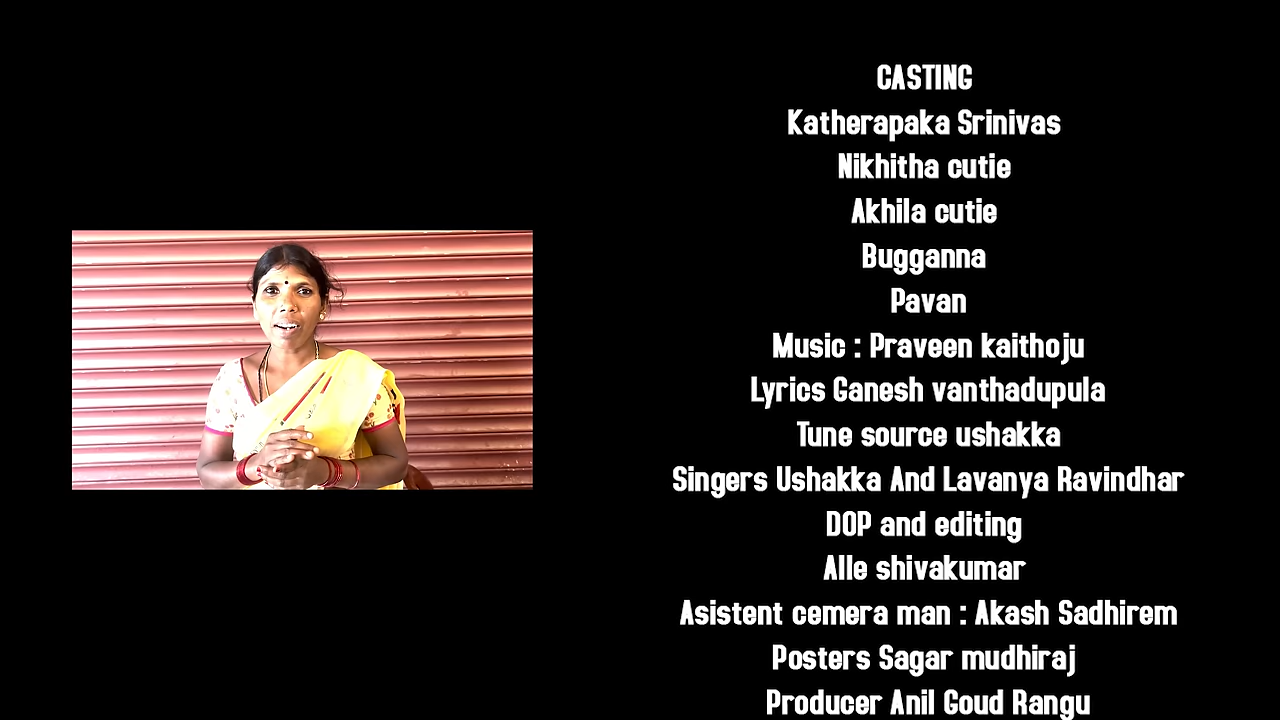 CASTING
Katherapaka Srinivas
Nikhitha cutie
Akhila cutie
Bugganna
Pavan
Music : Praveen kaithoju
Lyrics Ganesh vanthadupula
Tune source ushakka
Singers Ushakka And Lavanya Ravindhar
DOP and editing
Alle shivakumar
Asistent cemera man : Akash Sadhirem
Posters Sagar mudhiraj
Producer Anil Goud Rangu